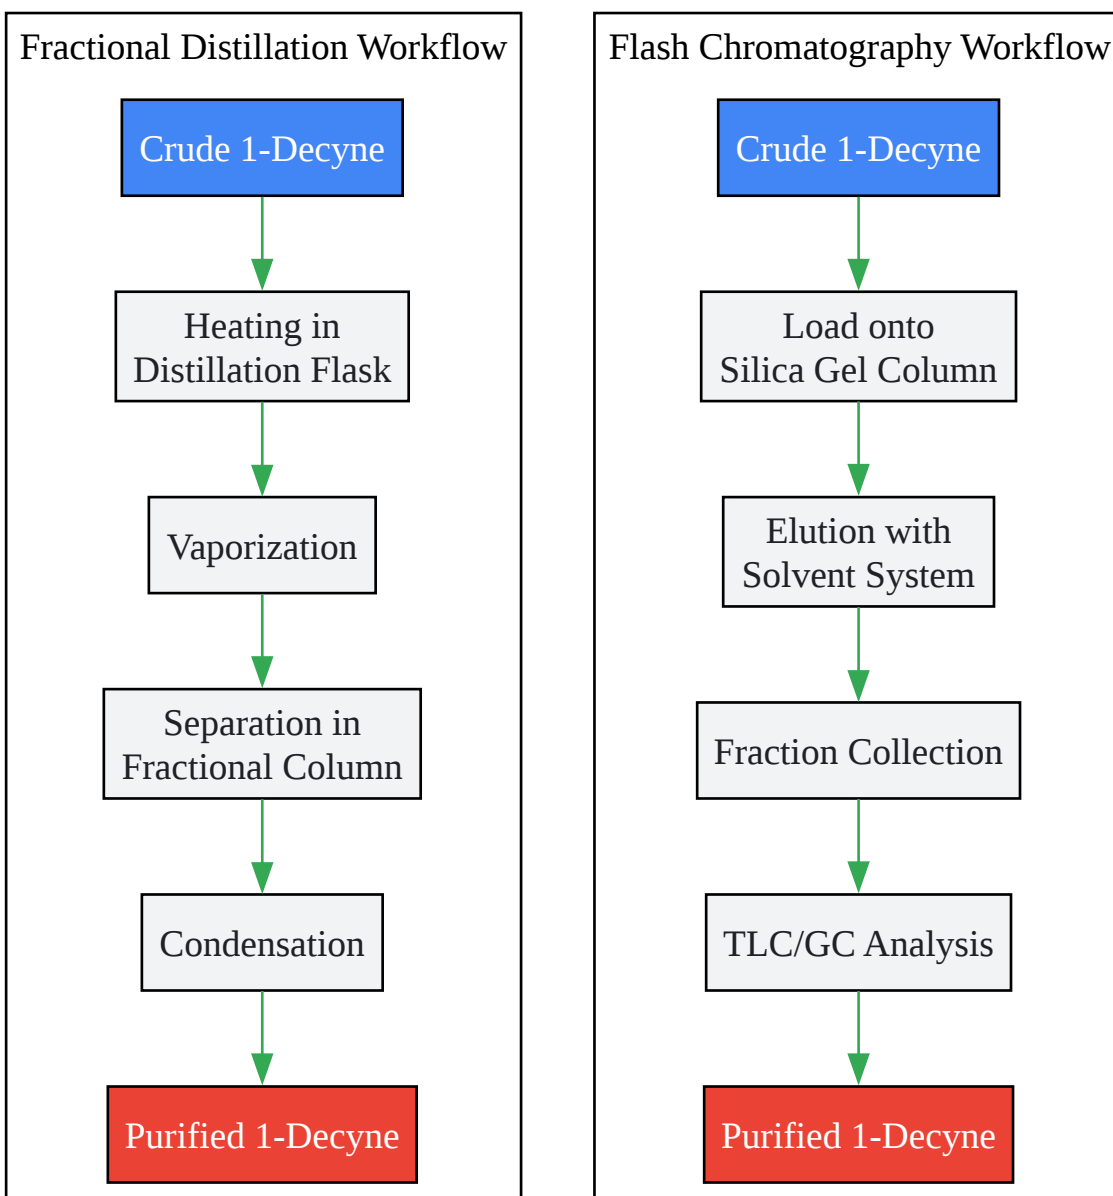 Fractional Distillation Workflow
Crude 1-Decyne
Heating in
Distillation Flask
Vaporization
Separation in
Fractional Column
Condensation
Purified 1-Decyne
Flash Chromatography Workflow
Crude 1-Decyne
Load onto
Silica Gel Column
Elution with
Solvent System
Fraction Collection
TLC/GC Analysis
Purified 1-Decyne